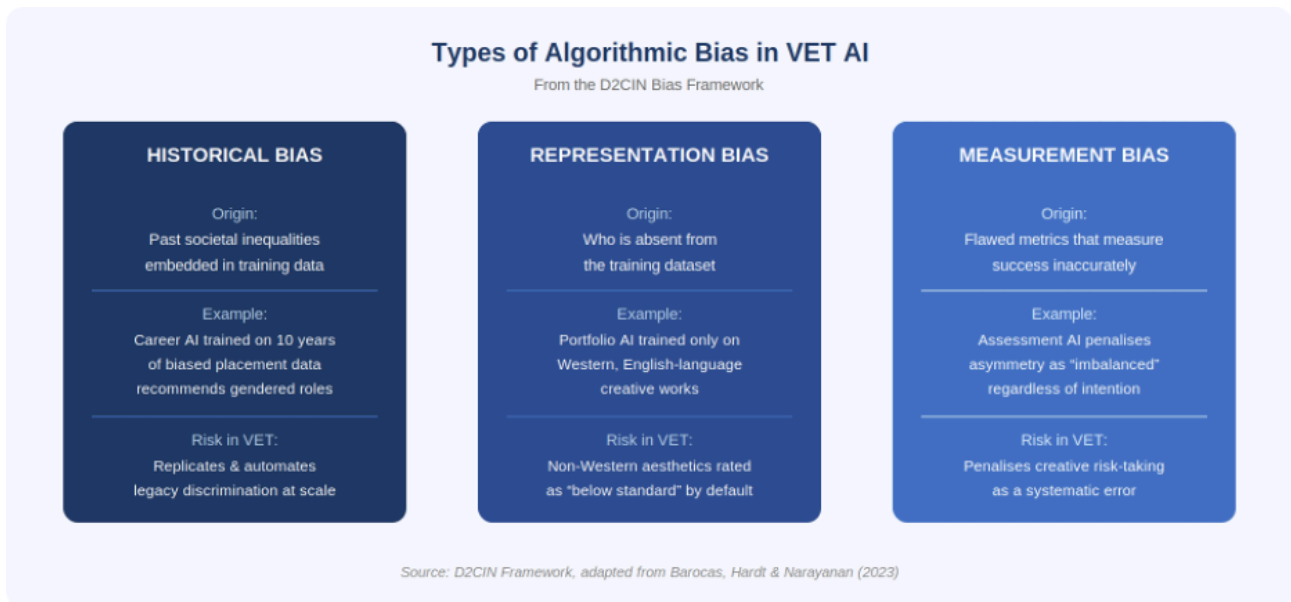 Types of Algorithmic Bias in VET AI
From the D2CIN Bias Framework
HISTORICAL BIAS
Origin:
Past societal inequalities
embedded in training data
Example:
Career AI trained on 10 years
of biased placement data
recommends gendered roles
Risk in VET:
Replicates & automates
legacy discrimination at scale
REPRESENTATION BIAS
Origin:
Who is absent from
the training dataset
Example:
Portfolio AI trained only on
Western, English-language
creative works
Risk in VET:
Non-Western aesthetics rated
as “below standard” by default
MEASUREMENT BIAS
Origin:
Flawed metrics that measure
success inaccurately
Example:
Assessment AI penalises
asymmetry as “imbalanced”
regardless of intention
Risk in VET:
Penalises creative risk-taking
as a systematic error
Source: D2CIN Framework, adapted from Barocas, Hardt & Narayanan (2023)